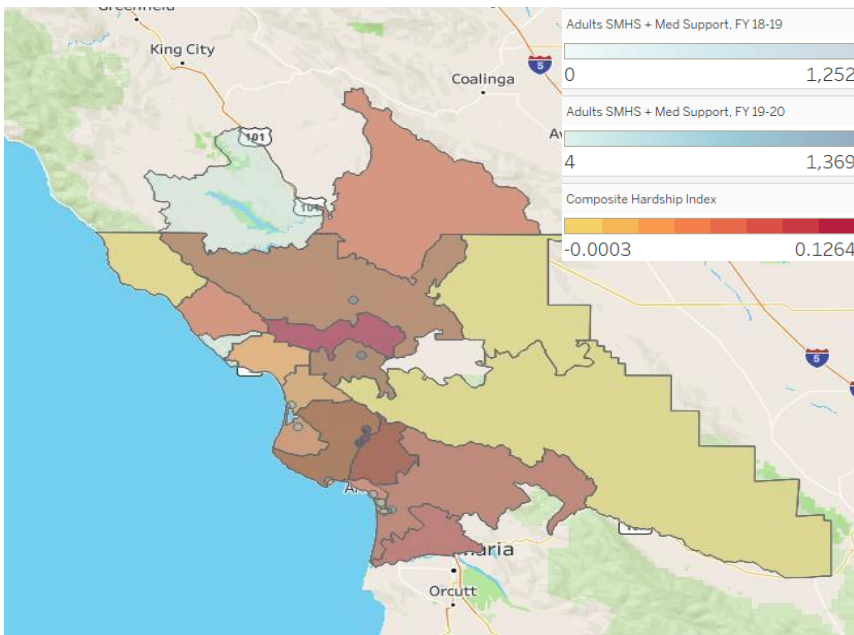 Greenfield
King City
Coalinga
5
101
101
Adults SMHS + Med Support, FY 18-19
0 1,252
Adults SMHS + Med Support, FY 19-20
4 1,369
Composite Hardship Index
-0.0003 0.1264
5
Orcutt